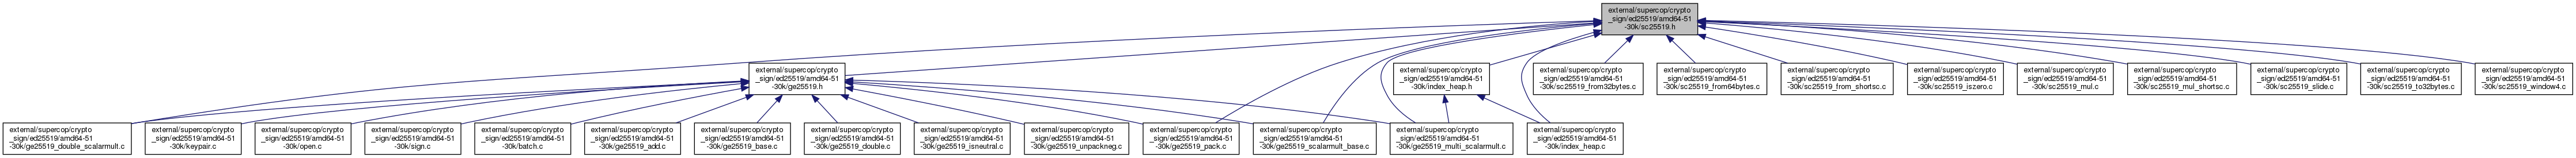 external/supercop/crypto
_sign/ed25519/amd64-51
-30k/sc25519.h
external/supercop/crypto
_sign/ed25519/amd64-51
-30k/ge25519.h
external/supercop/crypto
_sign/ed25519/amd64-51
-30k/index_heap.h
external/supercop/crypto
_sign/ed25519/amd64-51
-30k/sc25519_from32bytes.c
external/supercop/crypto
_sign/ed25519/amd64-51
-30k/sc25519_from64bytes.c
external/supercop/crypto
_sign/ed25519/amd64-51
-30k/sc25519_from_shortsc.c
external/supercop/crypto
_sign/ed25519/amd64-51
-30k/sc25519_iszero.c
external/supercop/crypto
_sign/ed25519/amd64-51
-30k/sc25519_mul.c
external/supercop/crypto
_sign/ed25519/amd64-51
-30k/sc25519_mul_shortsc.c
external/supercop/crypto
_sign/ed25519/amd64-51
-30k/sc25519_slide.c
external/supercop/crypto
_sign/ed25519/amd64-51
-30k/sc25519_to32bytes.c
external/supercop/crypto
_sign/ed25519/amd64-51
-30k/sc25519_window4.c
external/supercop/crypto
_sign/ed25519/amd64-51
-30k/ge25519_double_scalarmult.c
external/supercop/crypto
_sign/ed25519/amd64-51
-30k/keypair.c
external/supercop/crypto
_sign/ed25519/amd64-51
-30k/open.c
external/supercop/crypto
_sign/ed25519/amd64-51
-30k/sign.c
external/supercop/crypto
_sign/ed25519/amd64-51
-30k/batch.c
external/supercop/crypto
_sign/ed25519/amd64-51
-30k/ge25519_add.c
external/supercop/crypto
_sign/ed25519/amd64-51
-30k/ge25519_base.c
external/supercop/crypto
_sign/ed25519/amd64-51
-30k/ge25519_double.c
external/supercop/crypto
_sign/ed25519/amd64-51
-30k/ge25519_isneutral.c
external/supercop/crypto
_sign/ed25519/amd64-51
-30k/ge25519_unpackneg.c
external/supercop/crypto
_sign/ed25519/amd64-51
-30k/ge25519_pack.c
external/supercop/crypto
_sign/ed25519/amd64-51
-30k/ge25519_scalarmult_base.c
external/supercop/crypto
_sign/ed25519/amd64-51
-30k/ge25519_multi_scalarmult.c
external/supercop/crypto
_sign/ed25519/amd64-51
-30k/index_heap.c